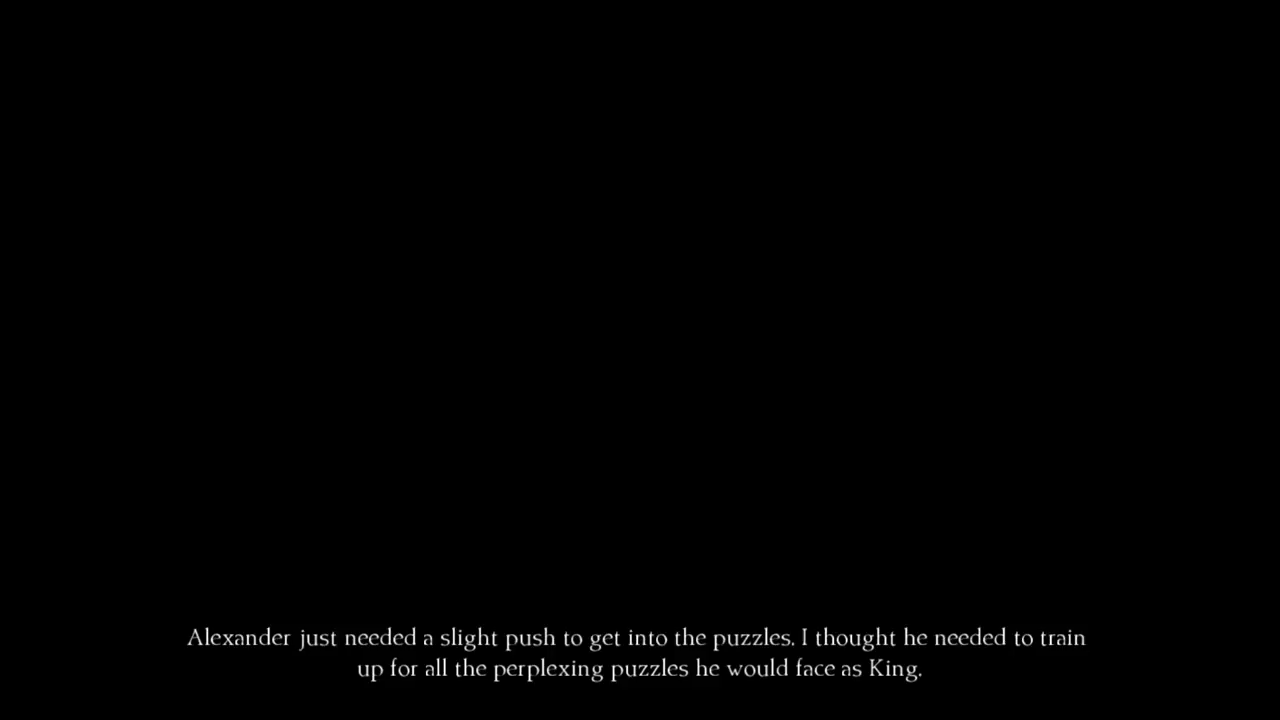 Alexander just needed a slight push to get into the puzzles. I thought he needed to train
up for all the perplexing puzzles he would face as King.